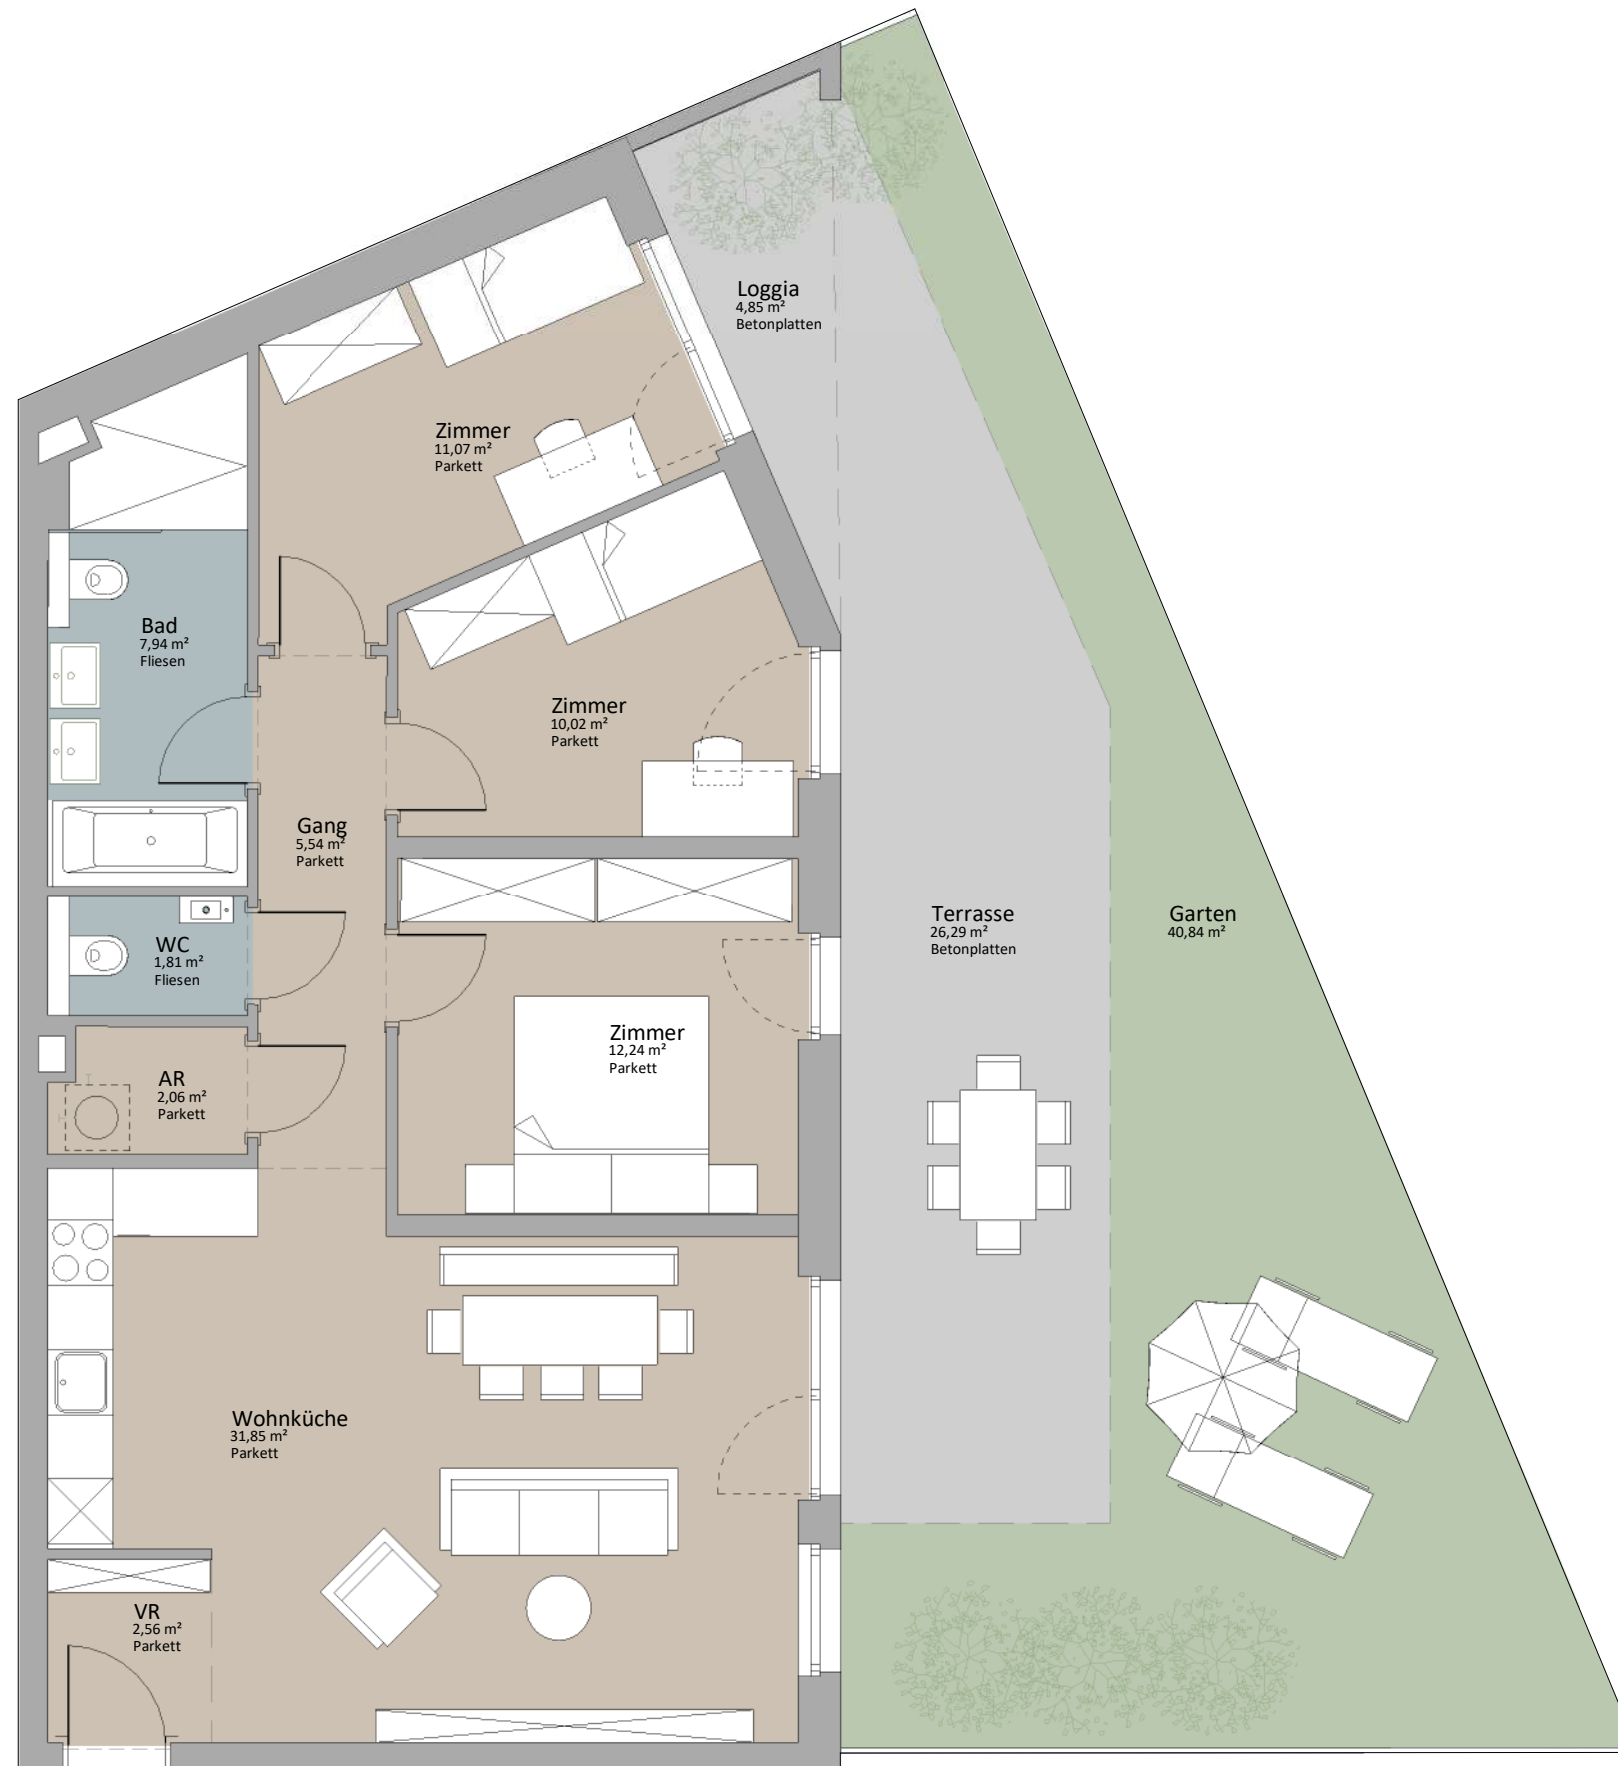 Loggia
4,85 m²
Betonplatten
Zimmer
11,07 m²
Parkett
Bad
7,94 m²
Fliesen
Zimmer
10,02 m²
Parkett
Gang
5,54 m²
Parkett
Terrasse
26,29 m²
Betonplatten
Garten
40,84 m²
WC
1,81 m²
Fliesen
Zimmer
12,24 m²
Parkett
AR
2,06 m²
Parkett
Wohnküche
31,85 m²
Parkett
VR
2,56 m²
Parkett